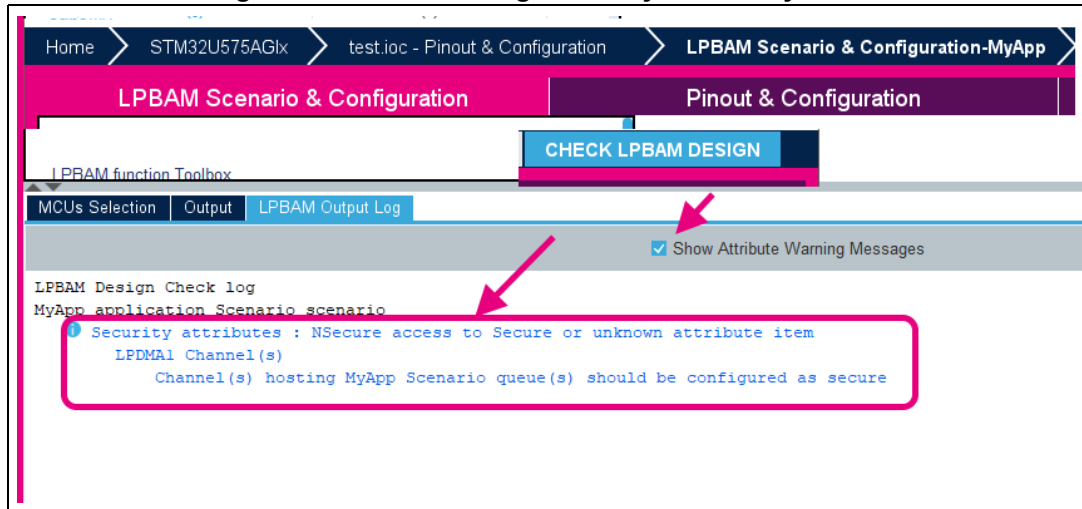 Home STM32U575AGIx test.ioc - Pinout & Configuration LPBAM Scenario & Configuration-MyApp
LPBAM Scenario & Configuration Pinout & Configuration
CHECK LPBAM DESIGN
LPBAM function Toolbox
MCUs Selection Output LPBAM Output Log
Show Attribute Warning Messages
LPBAM Design Check log
MyApp application Scenario scenario
Security attributes : NSecure access to Secure or unknown attribute item
LPDMA1 Channel(s)
Channel(s) hosting MyApp Scenario queue(s) should be configured as secure